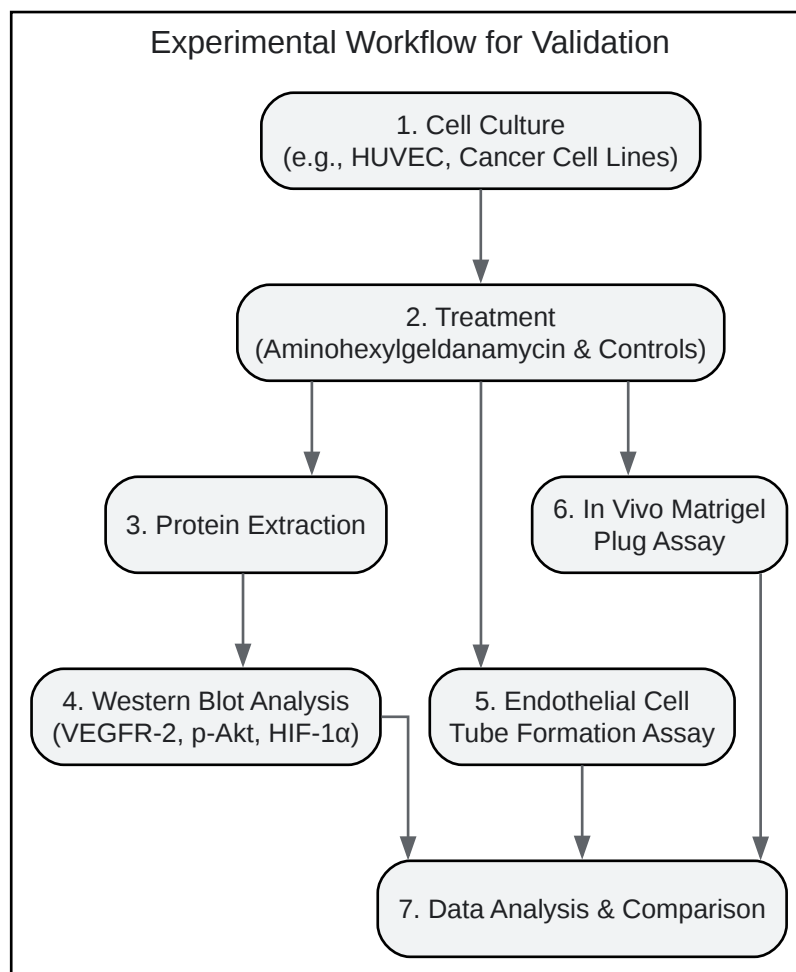 Experimental Workflow for Validation
1. Cell Culture
(e.g., HUVEC, Cancer Cell Lines)
2. Treatment
(Aminohexylgeldanamycin & Controls)
3. Protein Extraction
6. In Vivo Matrigel
Plug Assay
4. Western Blot Analysis
(VEGFR-2, p-Akt, HIF-1α)
5. Endothelial Cell
Tube Formation Assay
7. Data Analysis & Comparison